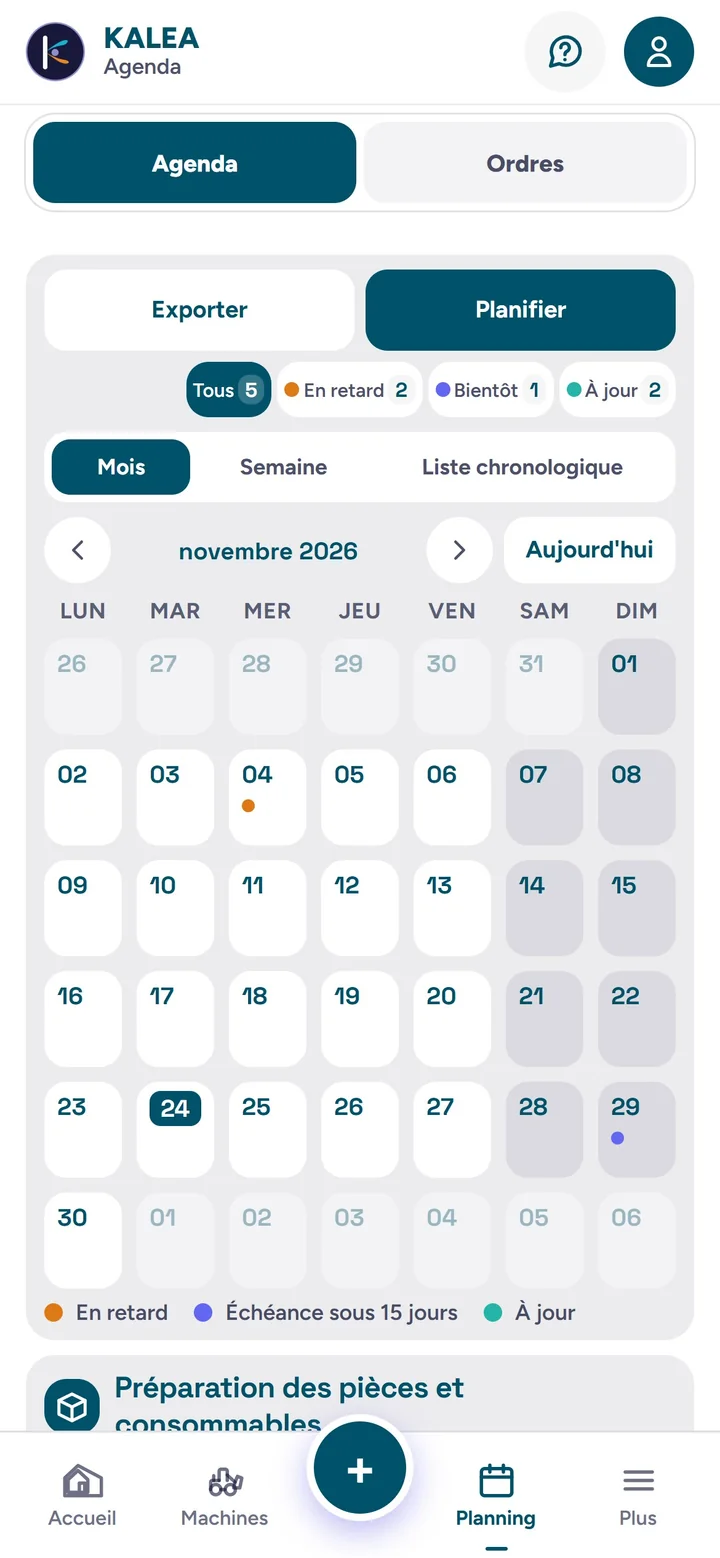 KALEA
Agenda
Agenda Ordres
Exporter Planifier
Tous 5 En retard 2 Bientôt 1 À jour 2
Mois Semaine Liste chronologique
novembre 2026 Aujourd'hui
LUN MAR MER JEU VEN SAM DIM
26 27 28 29 30 31 01
02 03 04 05 06 07 08
09 10 11 12 13 14 15
16 17 18 19 20 21 22
23 24 25 26 27 28 29
30 01 02 03 04 05 06
En retard Échéance sous 15 jours À jour
Préparation des pièces et
consommables
Accueil Machines Planning Plus